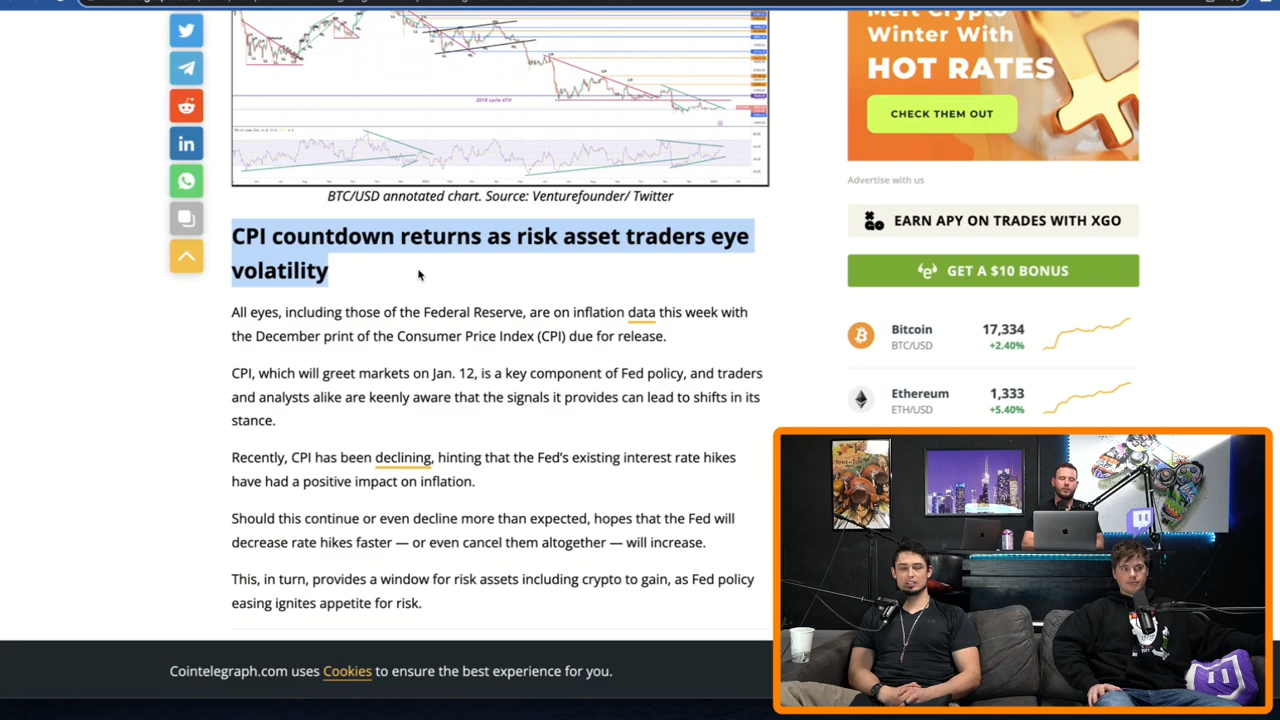 Melt Crypto
Winter With
HOT RATES
CHECK THEM OUT
2018 cycle ATH
BTC/USD annotated chart. Source: Venturefounder/ Twitter
Advertise with us
CPI countdown returns as risk asset traders eye
volatility
XGO
EARN APY ON TRADES WITH XGO
GET A $10 BONUS
All eyes, including those of the Federal Reserve, are on inflation data this week with
the December print of the Consumer Price Index (CPI) due for release.
CPI, which will greet markets on Jan. 12, is a key component of Fed policy, and traders
and analysts alike are keenly aware that the signals it provides can lead to shifts in its
stance.
Recently, CPI has been declining, hinting that the Fed's existing interest rate hikes
have had a positive impact on inflation.
Should this continue or even decline more than expected, hopes that the Fed will
decrease rate hikes faster — or even cancel them altogether — will increase.
This, in turn, provides a window for risk assets including crypto to gain, as Fed policy
easing ignites appetite for risk.
Bitcoin 17,334
BTC/USD +2.40%
Ethereum 1,333
ETH/USD +5.40%
Cointelegraph.com uses Cookies to ensure the best experience for you.